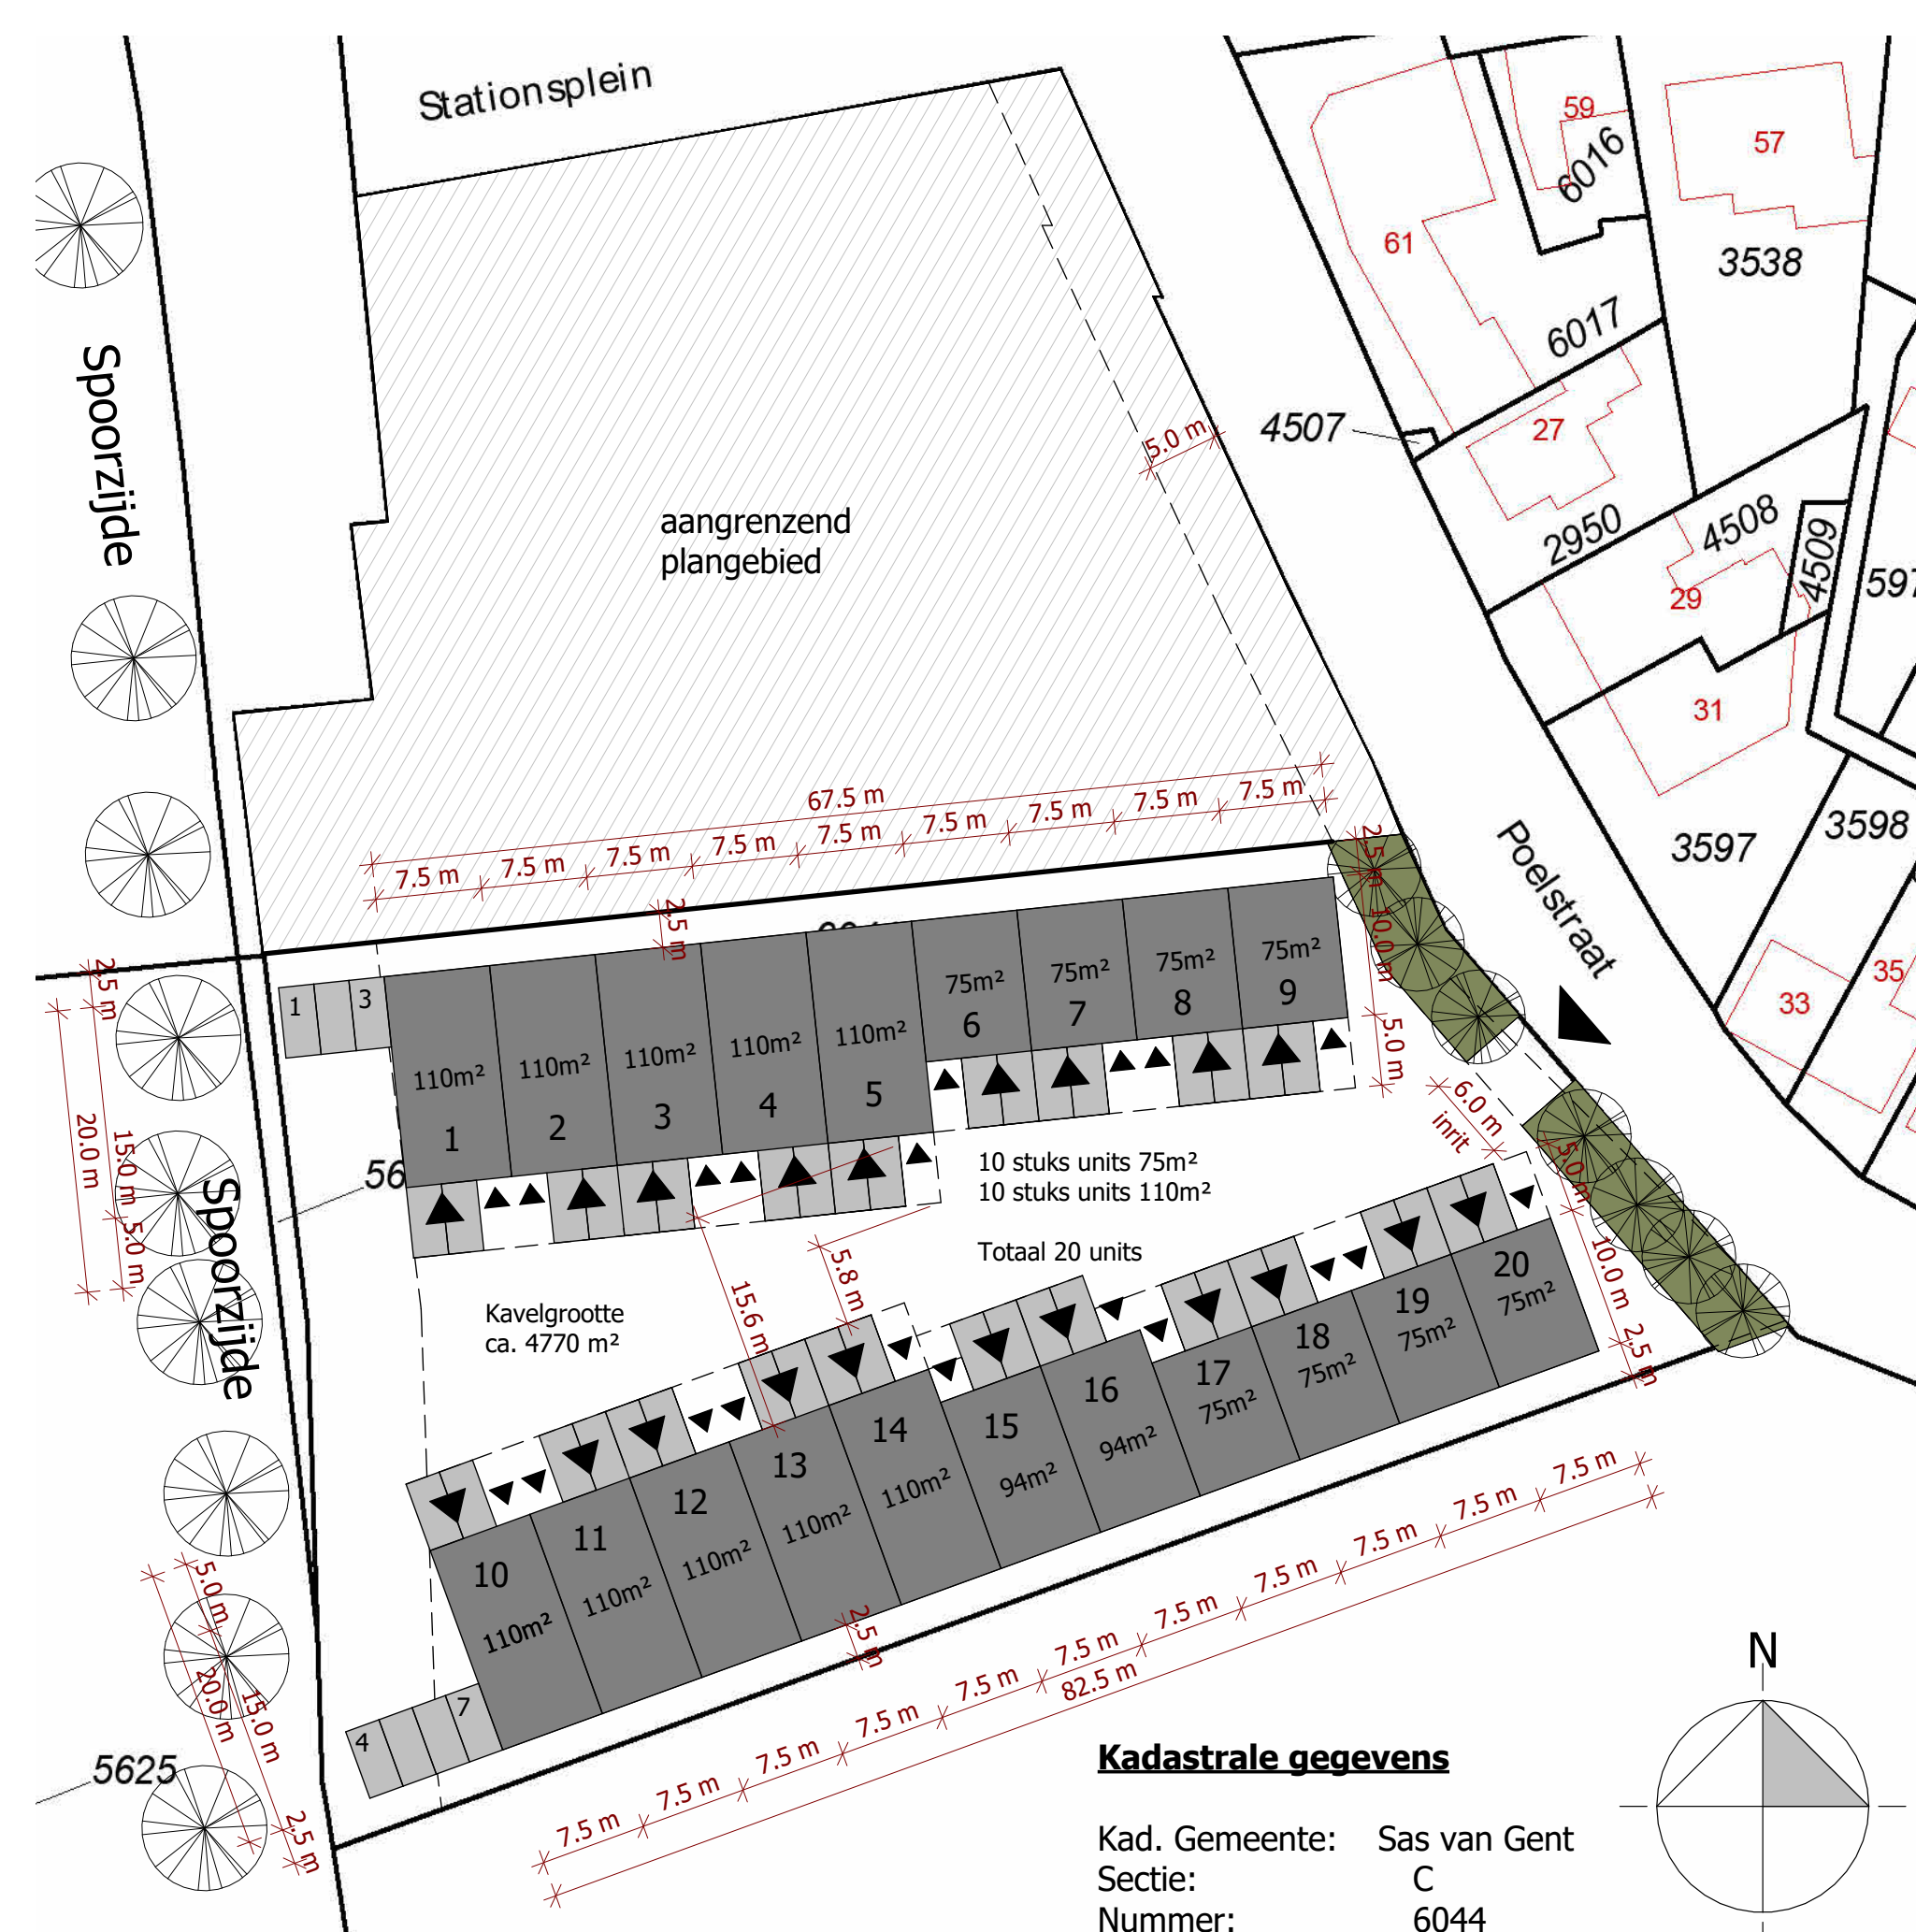 Stationsplein
59
6016
57
61
3538
6017
Spoorzijde
4507
27
5.0 m
aangrenzend
plangebied
2950
4508
4509
597
29
31
67.5 m
7.5 m
7.5 m
7.5 m
7.5 m
7.5 m
7.5 m
7.5 m
7.5 m
7.5 m
2.5 m
3597
3598
Poelstraat
2.5 m
10.0 m
5.0 m
33
35
2.5 m
20.0 m
15.0 m
5.0 m
1
3
110m²
1
110m²
2
110m²
3
110m²
4
110m²
5
75m²
6
75m²
7
75m²
8
75m²
9
6.0 m
inrit
56
Spoorzijde
10 stuks units 75m²
10 stuks units 110m²
Totaal 20 units
5.0 m
10.0 m
2.5 m
5.8 m
15.6 m
Kavelgrootte
ca. 4770 m²
10
110m²
11
110m²
12
110m²
13
110m²
14
110m²
15
94m²
16
94m²
17
75m²
18
75m²
19
75m²
20
75m²
5.0 m
20.0 m
15.0 m
2.5 m
2.5 m
4
7
5625
7.5 m
7.5 m
7.5 m
7.5 m
7.5 m
7.5 m
7.5 m
7.5 m
7.5 m
7.5 m
7.5 m
82.5 m
N
Kadastrale gegevens
Kad. Gemeente: Sas van Gent
Sectie: C
Nummer: 6044